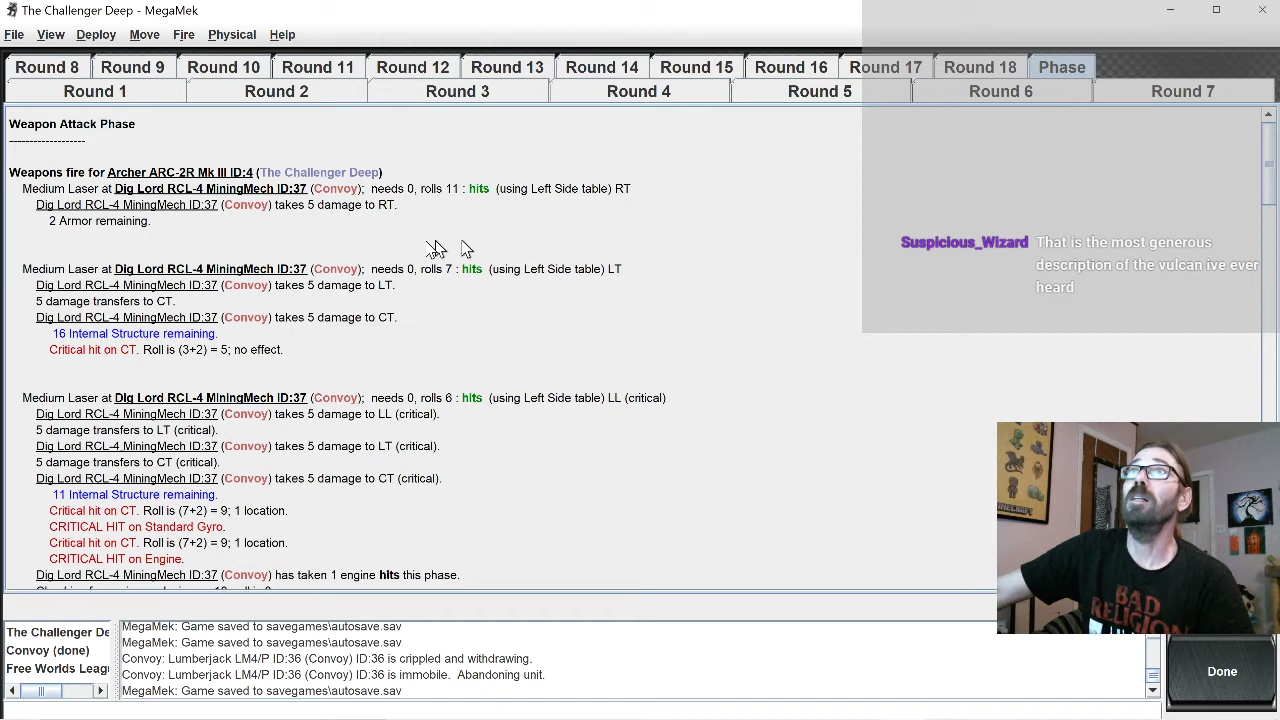 The Challenger Deep - MegaMek
File View Deploy Move Fire Physical Help
Round 8 Round 9 Round 10 Round 11 Round 12 Round 13 Round 14 Round 15 Round 16 Round 17 Round 18 Phase
Round 1 Round 2 Round 3 Round 4 Round 5 Round 6 Round 7
Weapon Attack Phase
-------------------
Weapons fire for Archer ARC-2R Mk III ID:4 (The Challenger Deep)
Medium Laser at Dig Lord RCL-4 MiningMech ID:37 (Convoy); needs 0, rolls 11 : hits (using Left Side table) RT
Dig Lord RCL-4 MiningMech ID:37 (Convoy) takes 5 damage to RT.
2 Armor remaining.
Medium Laser at Dig Lord RCL-4 MiningMech ID:37 (Convoy); needs 0, rolls 7 : hits (using Left Side table) LT
Dig Lord RCL-4 MiningMech ID:37 (Convoy) takes 5 damage to LT.
5 damage transfers to CT.
Dig Lord RCL-4 MiningMech ID:37 (Convoy) takes 5 damage to CT.
16 Internal Structure remaining.
Critical hit on CT. Roll is (3+2) = 5; no effect.
Medium Laser at Dig Lord RCL-4 MiningMech ID:37 (Convoy); needs 0, rolls 6 : hits (using Left Side table) LL (critical)
Dig Lord RCL-4 MiningMech ID:37 (Convoy) takes 5 damage to LL (critical).
5 damage transfers to LT (critical).
Dig Lord RCL-4 MiningMech ID:37 (Convoy) takes 5 damage to LT (critical).
5 damage transfers to CT (critical).
Dig Lord RCL-4 MiningMech ID:37 (Convoy) takes 5 damage to CT (critical).
11 Internal Structure remaining.
Critical hit on CT. Roll is (7+2) = 9; 1 location.
CRITICAL HIT on Standard Gyro.
Critical hit on CT. Roll is (7+2) = 9; 1 location.
CRITICAL HIT on Engine.
Dig Lord RCL-4 MiningMech ID:37 (Convoy) has taken 1 engine hits this phase.
Suspicious_Wizard That is the most generous
description of the vulcan ive ever
heard
MINECRAFT
BAD
RELIGION
The Challenger De
Convoy (done)
Free Worlds Leag
MegaMek: Game saved to savegames\autosave.sav
MegaMek: Game saved to savegames\autosave.sav
Convoy: Lumberjack LM4/P ID:36 (Convoy) ID:36 is crippled and withdrawing.
Convoy: Lumberjack LM4/P ID:36 (Convoy) ID:36 is immobile. Abandoning unit.
MegaMek: Game saved to savegames\autosave.sav
Done